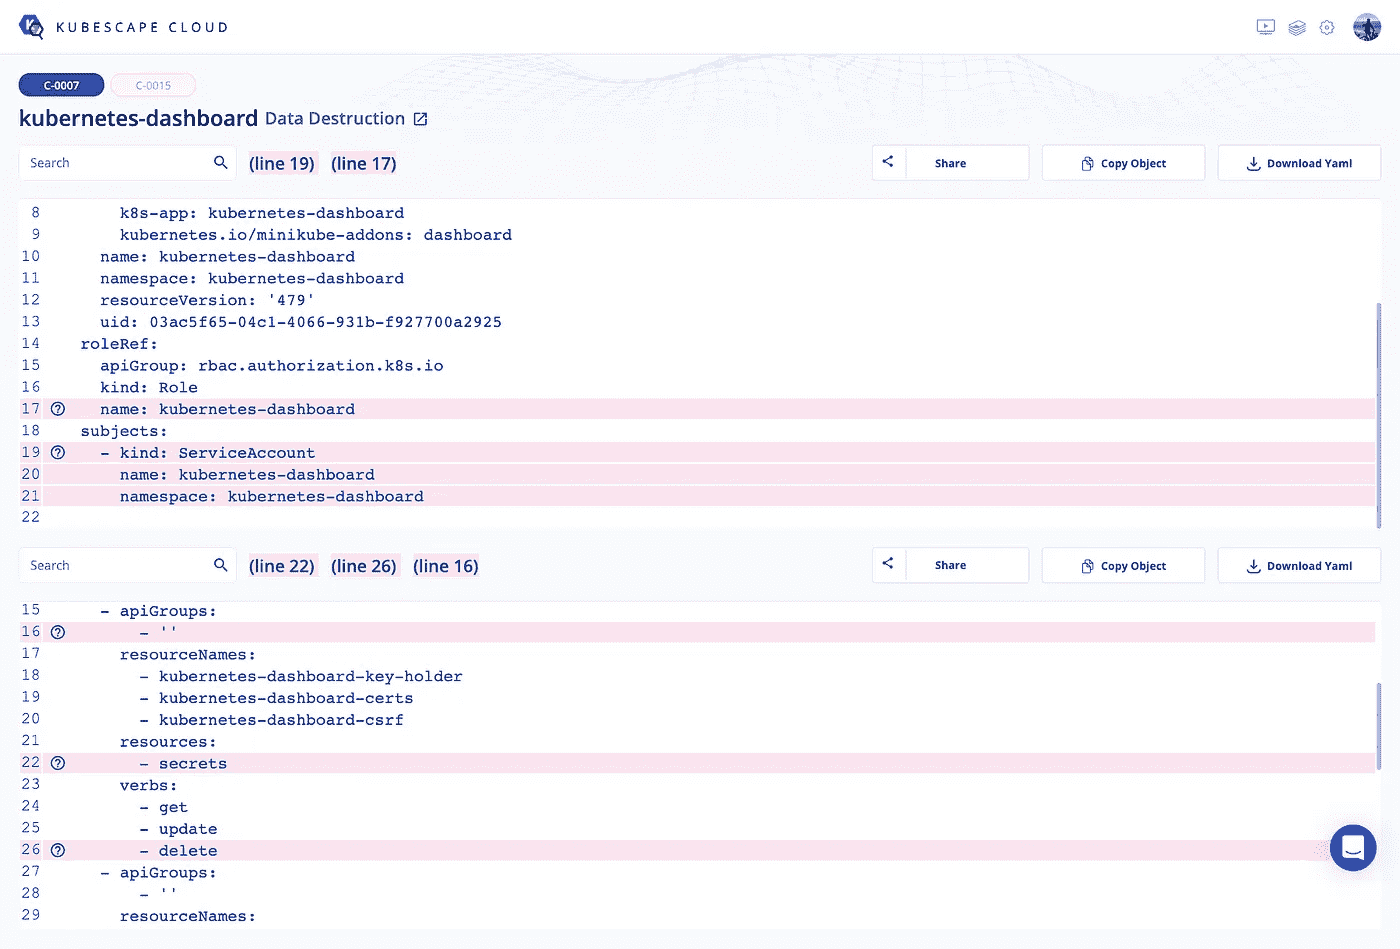 KUBESCAPE CLOUD
C-0007 C-0015
kubernetes-dashboard Data Destruction
Search (line 19) (line 17) Share Copy Object Download Yaml
8 k8s-app: kubernetes-dashboard
9 kubernetes.io/minikube-addons: dashboard
10 name: kubernetes-dashboard
11 namespace: kubernetes-dashboard
12 resourceVersion: '479'
13 uid: 03ac5f65-04c1-4066-931b-f927700a2925
14 roleRef:
15 apiGroup: rbac.authorization.k8s.io
16 kind: Role
17 name: kubernetes-dashboard
18 subjects:
19 - kind: ServiceAccount
20 name: kubernetes-dashboard
21 namespace: kubernetes-dashboard
22
Search (line 22) (line 26) (line 16) Share Copy Object Download Yaml
15 - apiGroups:
16 - ''
17 resourceNames:
18 - kubernetes-dashboard-key-holder
19 - kubernetes-dashboard-certs
20 - kubernetes-dashboard-csrf
21 resources:
22 - secrets
23 verbs:
24 - get
25 - update
26 - delete
27 - apiGroups:
28 - ''
29 resourceNames: